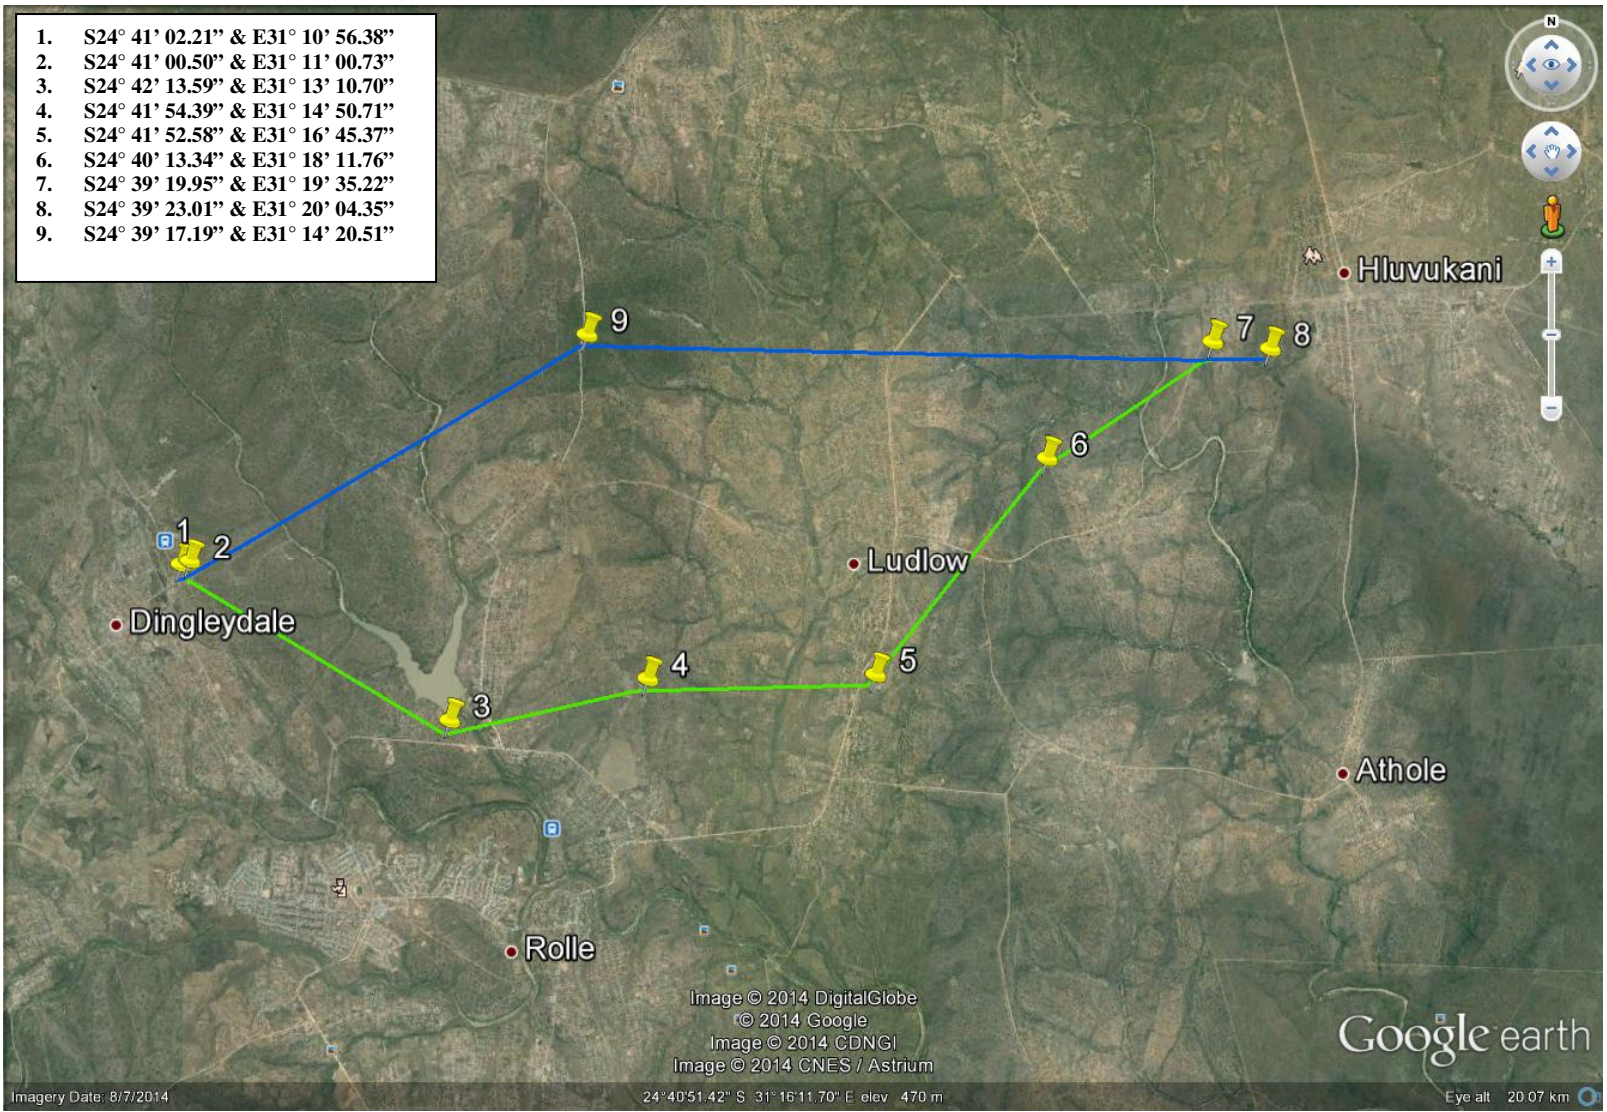 1. S24° 41’ 02.21” & E31° 10’ 56.38”
2. S24° 41’ 00.50” & E31° 11’ 00.73”
3. S24° 42’ 13.59” & E31° 13’ 10.70”
4. S24° 41’ 54.39” & E31° 14’ 50.71”
5. S24° 41’ 52.58” & E31° 16’ 45.37”
6. S24° 40’ 13.34” & E31° 18’ 11.76”
7. S24° 39’ 19.95” & E31° 19’ 35.22”
8. S24° 39’ 23.01” & E31° 20’ 04.35”
9. S24° 39’ 17.19” & E31° 14’ 20.51”
N
Hluvukani
9
7
8
6
1
2
Ludlow
Dingleydale
4
5
3
Athole
Rolle
Image © 2014 DigitalGlobe
© 2014 Google
Image © 2014 CDNGI
Image © 2014 CNES / Astrium
Google earth
Imagery Date: 8/7/2014
24°40'51.42" S 31°16'11.70" E elev 470 m
Eye alt 20.07 km